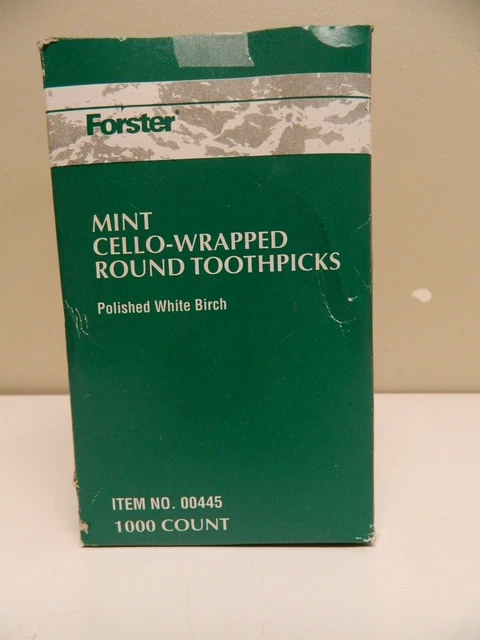 Forster
MINT
CELLO-WRAPPED
ROUND TOOTHPICKS
Polished White Birch
ITEM NO. 00445
1000 COUNT